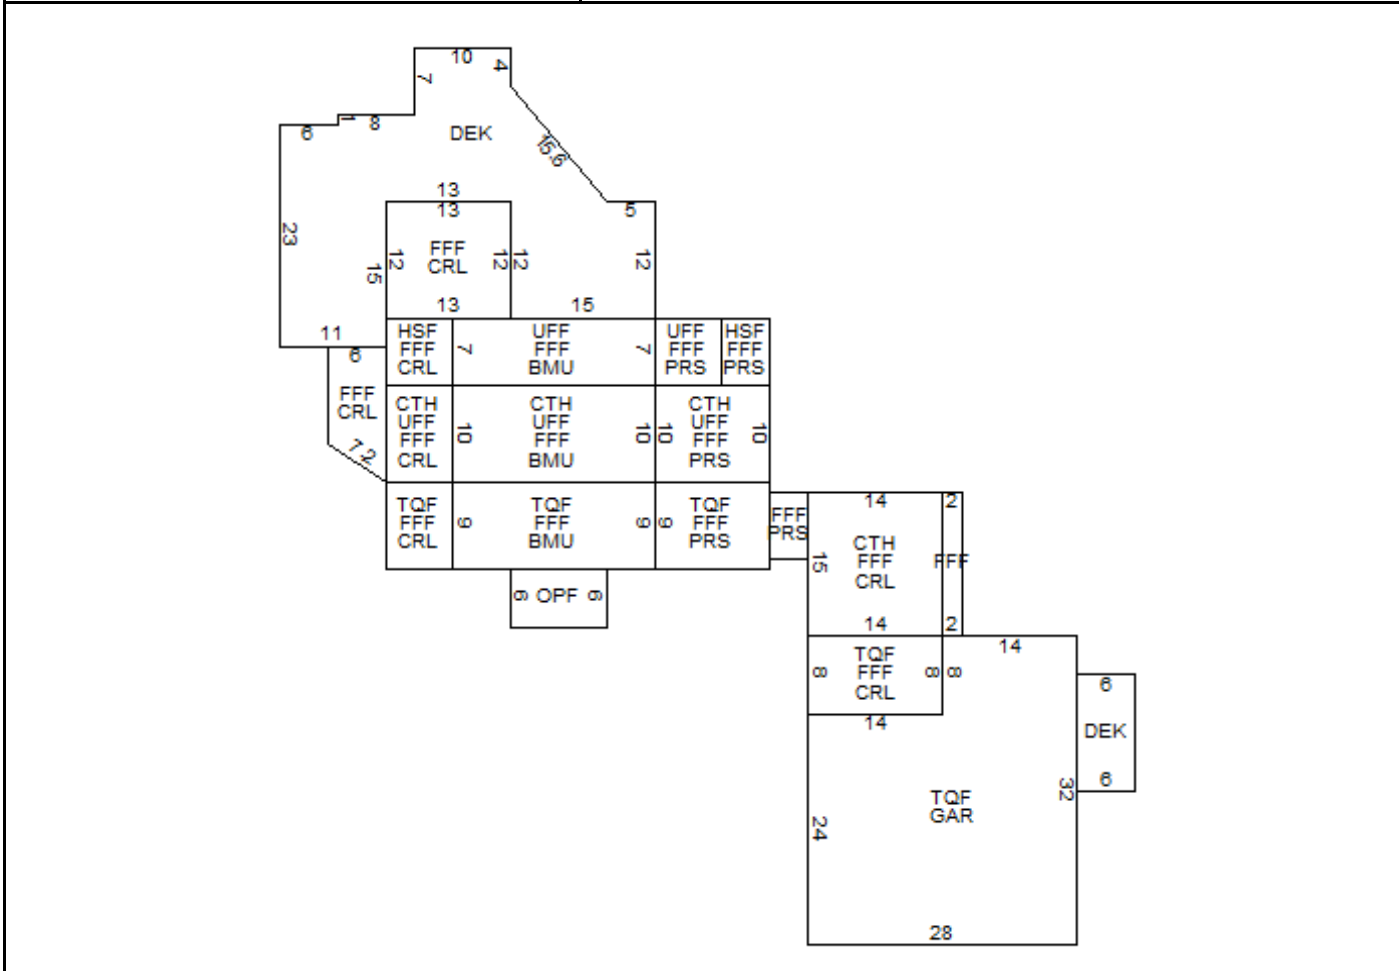 10
4
7
1
8
6
DEK
15.6
13
13
5
23
FFF
CRL
12
12
12
12
15
13
15
11
6
HSF
FFF
CRL
7
UFF
FFF
BMU
7
UFF
FFF
PRS
HSF
FFF
PRS
FFF
CRL
7.2
CTH
UFF
FFF
CRL
10
CTH
UFF
FFF
BMU
10
10
CTH
UFF
FFF
PRS
10
TQF
FFF
CRL
9
TQF
FFF
BMU
9
9
TQF
FFF
PRS
FFF
PRS
14
2
CTH
FFF
CRL
15
FFF
14
2
6
OPF
6
14
TQF
FFF
CRL
8
8
8
14
6
DEK
6
32
TQF
GAR
24
28